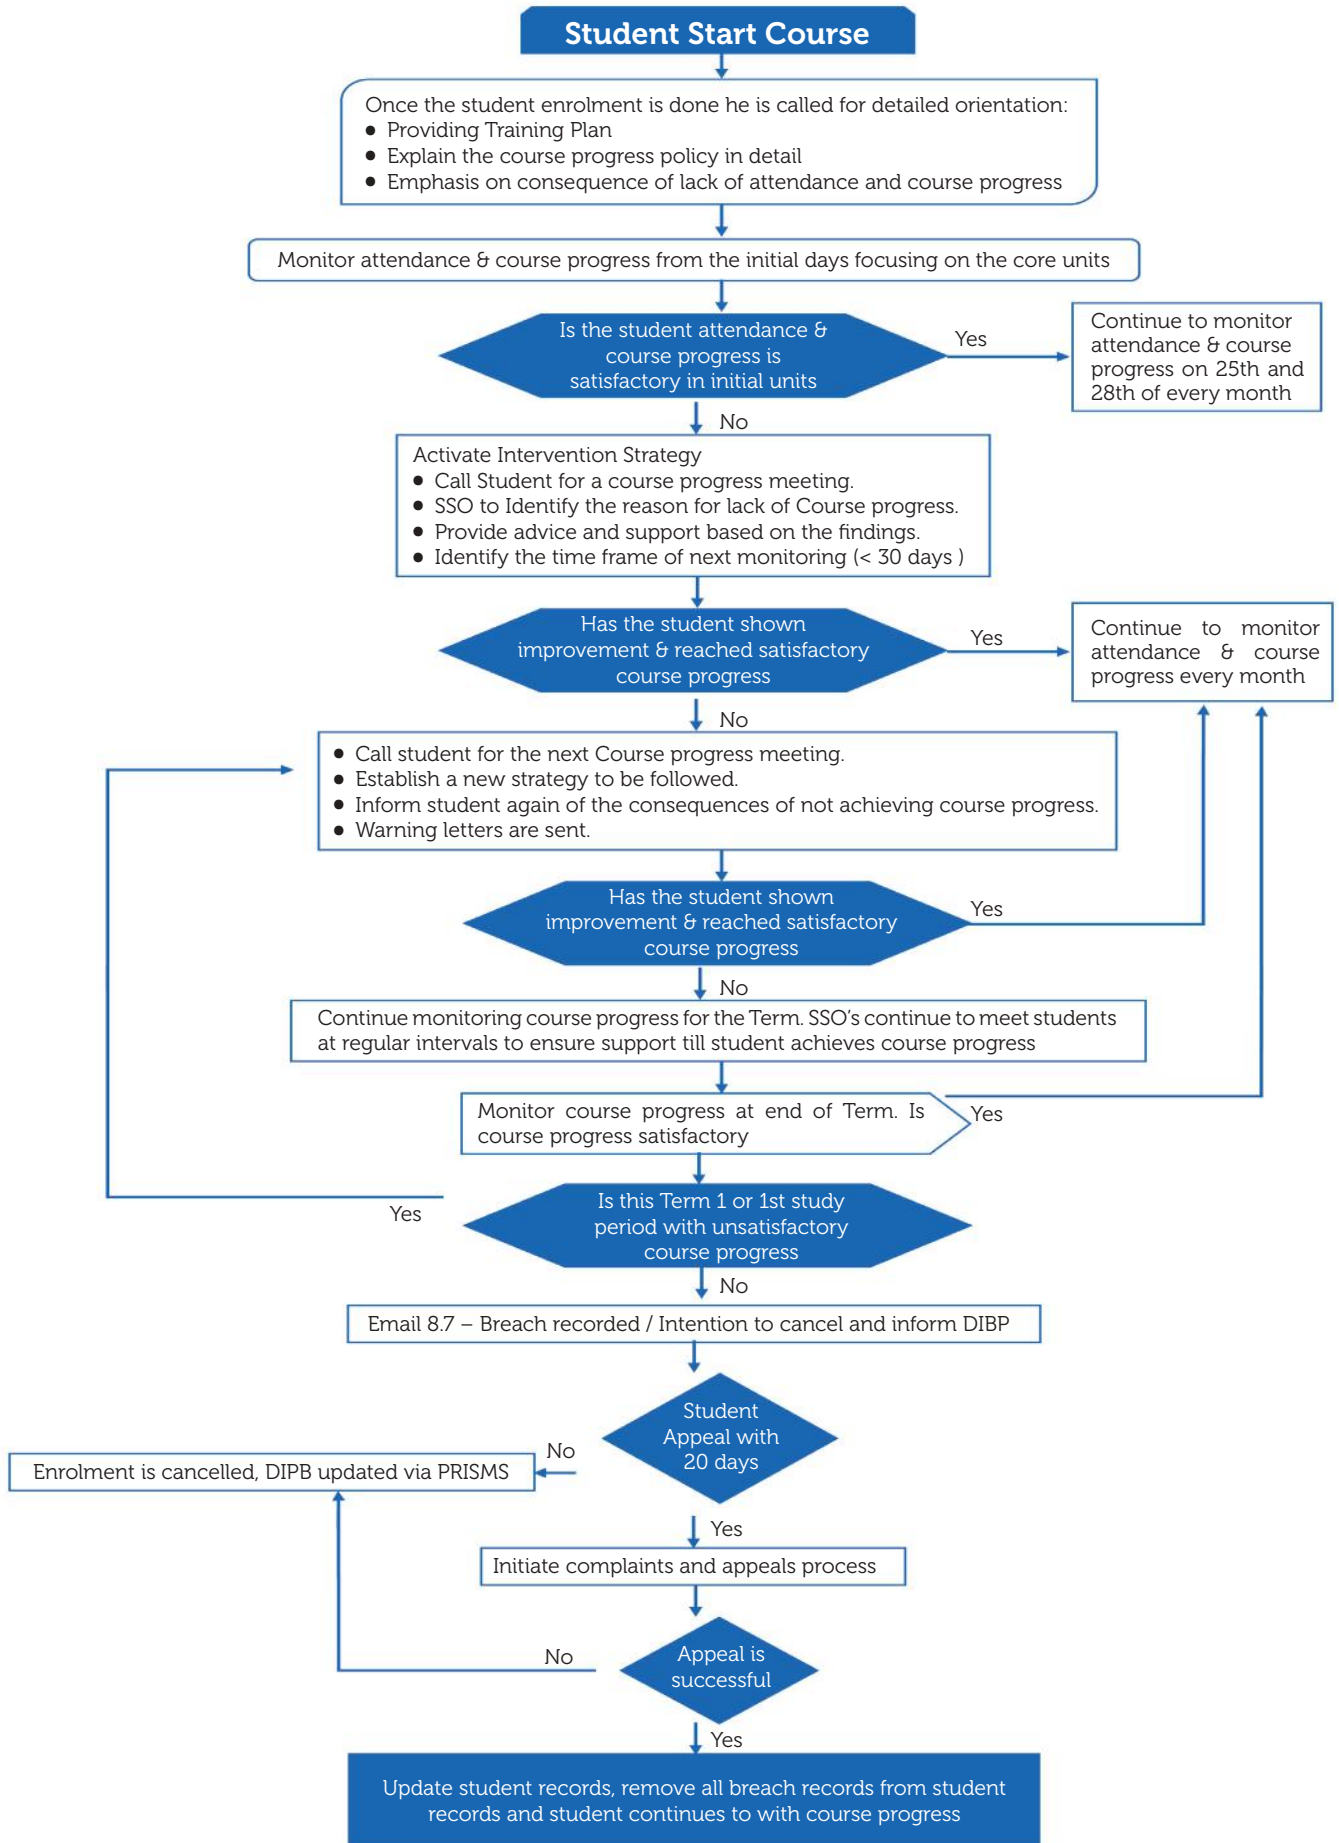 Student Start Course
Once the student enrolment is done he is called for detailed orientation:
● Providing Training Plan
● Explain the course progress policy in detail
● Emphasis on consequence of lack of attendance and course progress
Monitor attendance & course progress from the initial days focusing on the core units
Is the student attendance &
course progress is
satisfactory in initial units
Yes
Continue to monitor
attendance & course
progress on 25th and
28th of every month
No
Activate Intervention Strategy
● Call Student for a course progress meeting.
● SSO to Identify the reason for lack of Course progress.
● Provide advice and support based on the findings.
● Identify the time frame of next monitoring (< 30 days )
Has the student shown
improvement & reached satisfactory
course progress
Yes
Continue to monitor
attendance & course
progress every month
No
● Call student for the next Course progress meeting.
● Establish a new strategy to be followed.
● Inform student again of the consequences of not achieving course progress.
● Warning letters are sent.
Has the student shown
improvement & reached satisfactory
course progress
Yes
No
Continue monitoring course progress for the Term. SSO's continue to meet students
at regular intervals to ensure support till student achieves course progress
Monitor course progress at end of Term. Is
course progress satisfactory
Yes
Is this Term 1 or 1st study
period with unsatisfactory
course progress
Yes
No
Email 8.7 – Breach recorded / Intention to cancel and inform DIBP
Student
Appeal with
20 days
No
Enrolment is cancelled, DIPB updated via PRISMS
Yes
Initiate complaints and appeals process
Appeal is
successful
No
Yes
Update student records, remove all breach records from student
records and student continues to with course progress